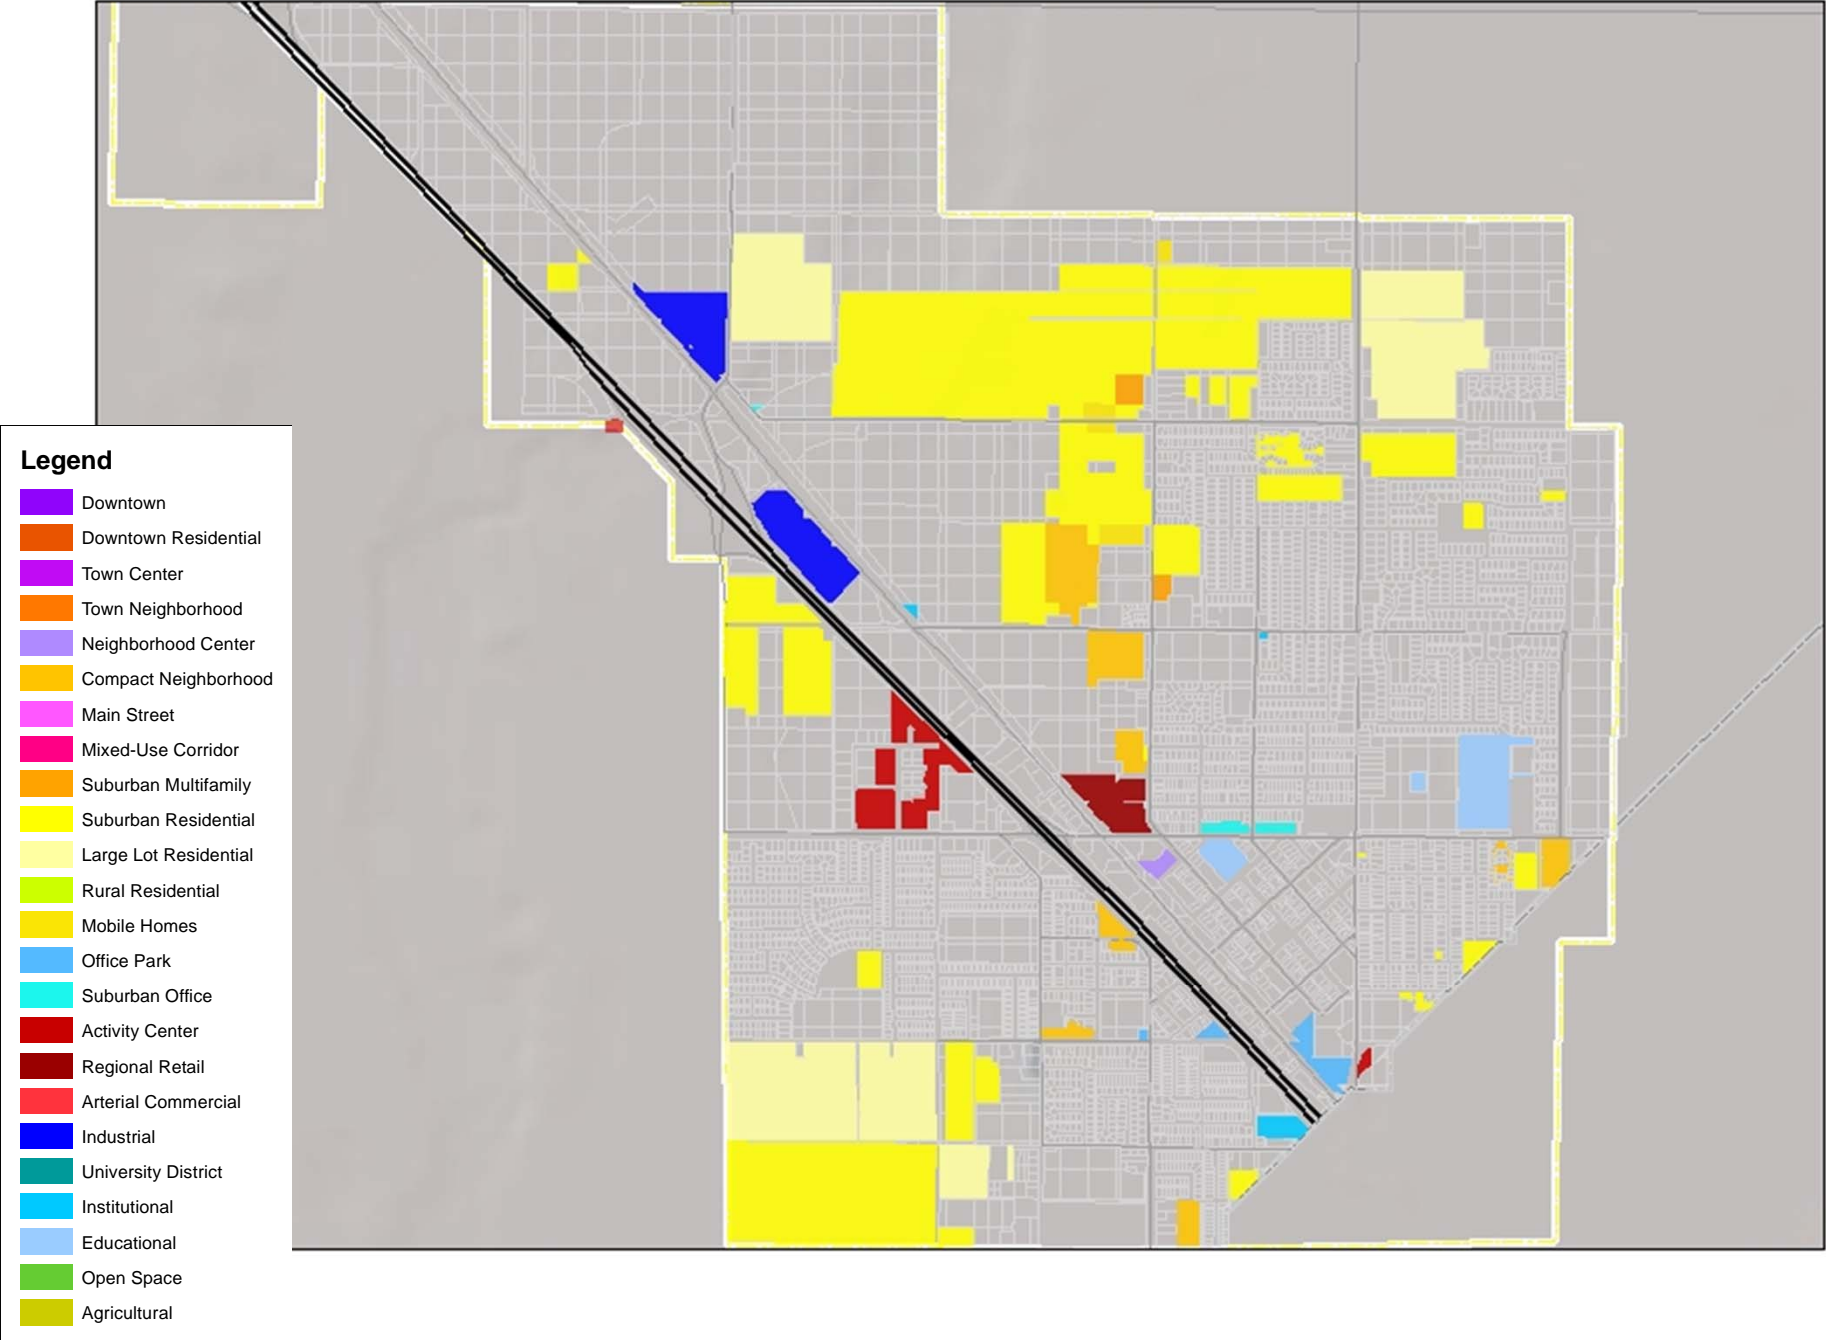 Legend
Downtown
Downtown Residential
Town Center
Town Neighborhood
Neighborhood Center
Compact Neighborhood
Main Street
Mixed-Use Corridor
Suburban Multifamily
Suburban Residential
Large Lot Residential
Rural Residential
Mobile Homes
Office Park
Suburban Office
Activity Center
Regional Retail
Arterial Commercial
Industrial
University District
Institutional
Educational
Open Space
Agricultural